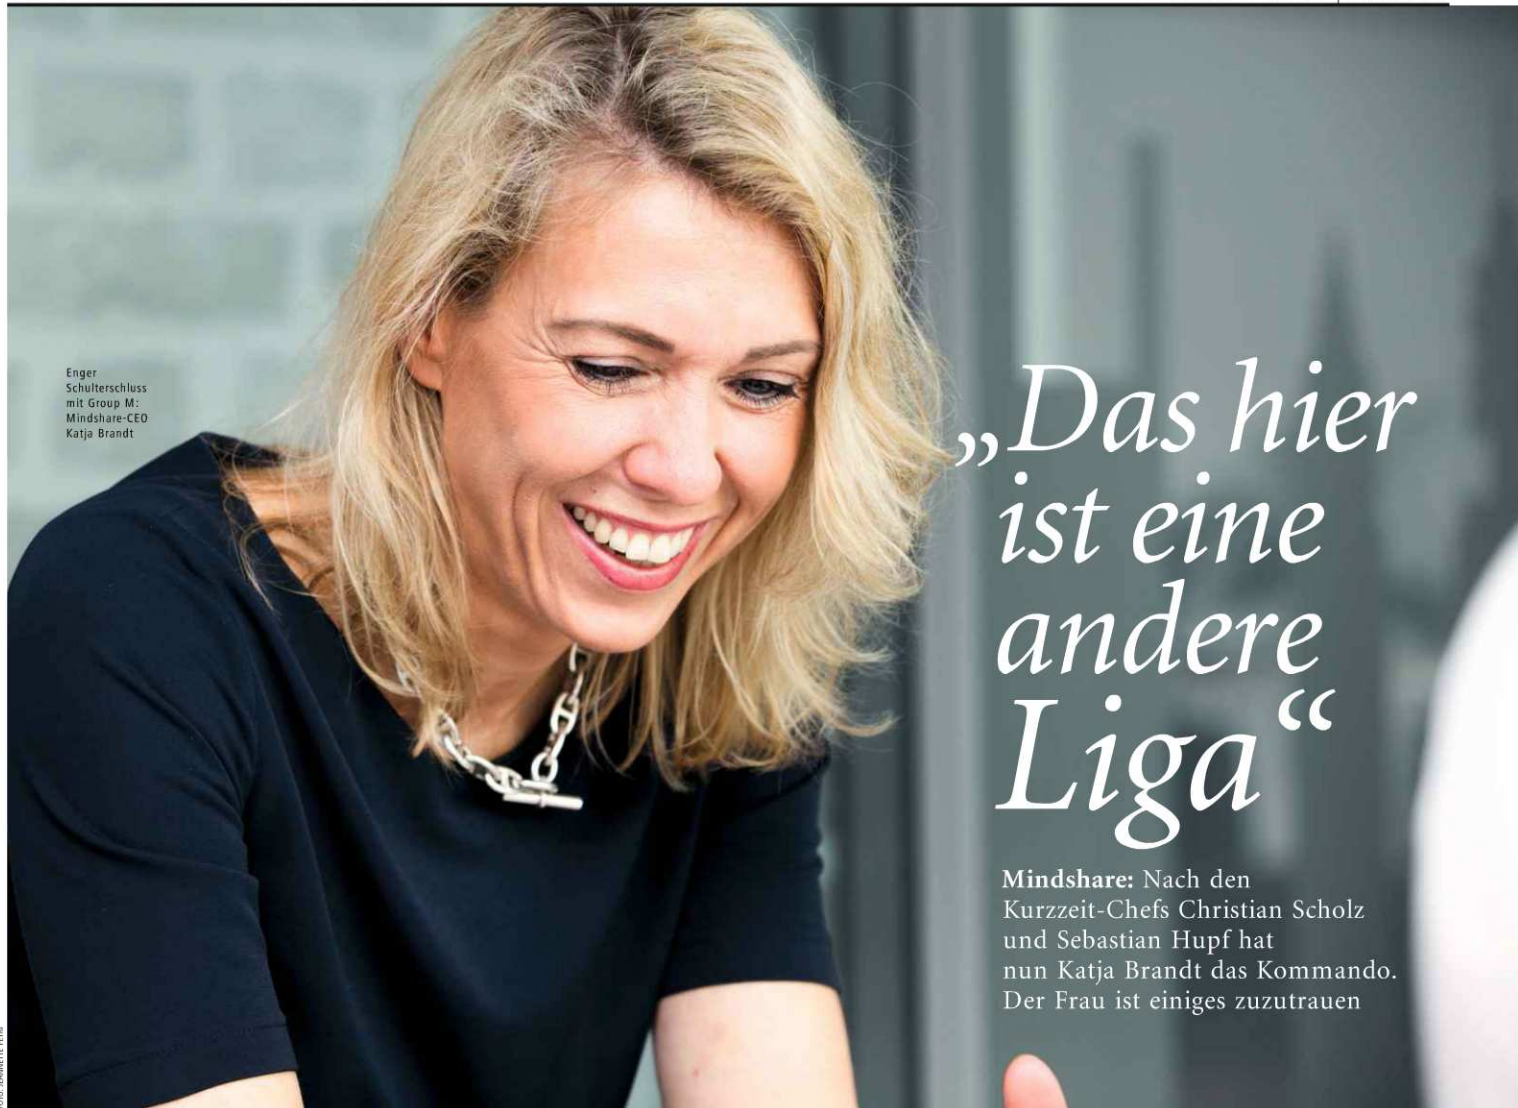 Enger
Schulterschluss
mit Group M:
Mindshare-CEO
Katja Brandt
„Das hier
ist eine
andere
Liga“
Mindshare: Nach den
Kurzzeit-Chefs Christian Scholz
und Sebastian Hupf hat
nun Katja Brandt das Kommando.
Der Frau ist einiges zuzutrauen